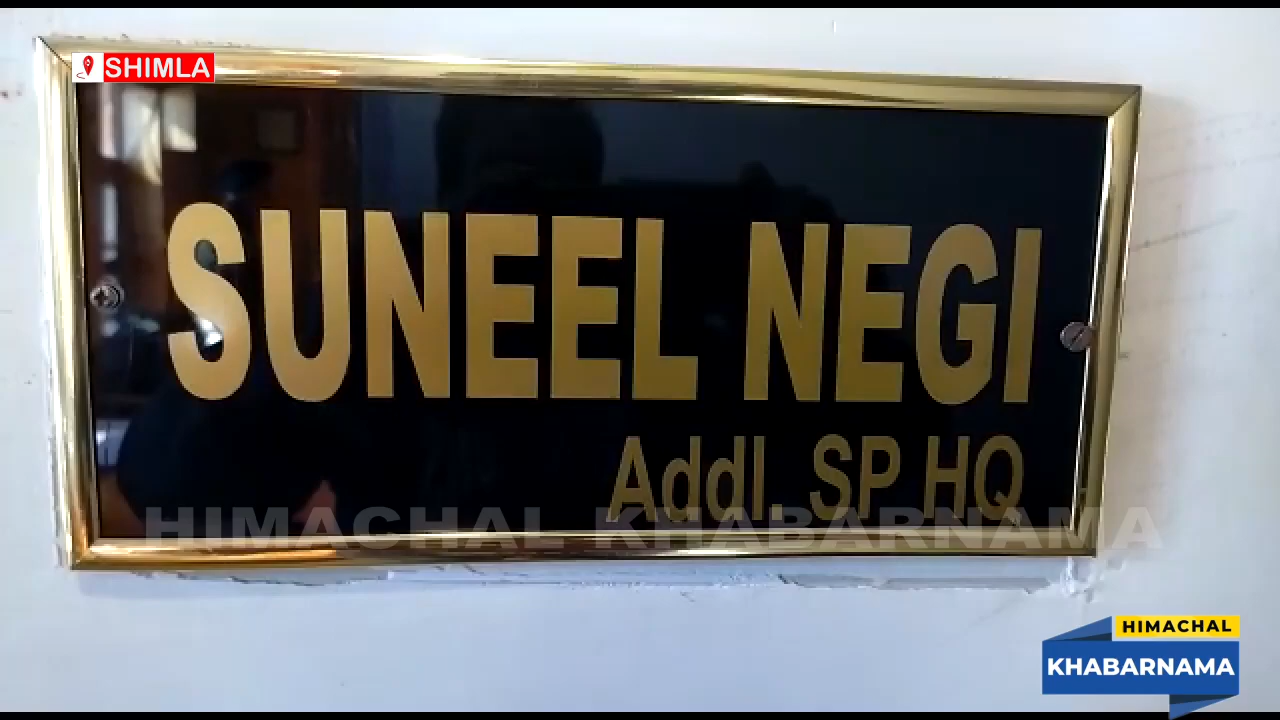 SHIMLA
SUNEEL NEGI
Addl. SP HQ
HIMACHAL KHABARNAMA
HIMACHAL
KHABARNAMA